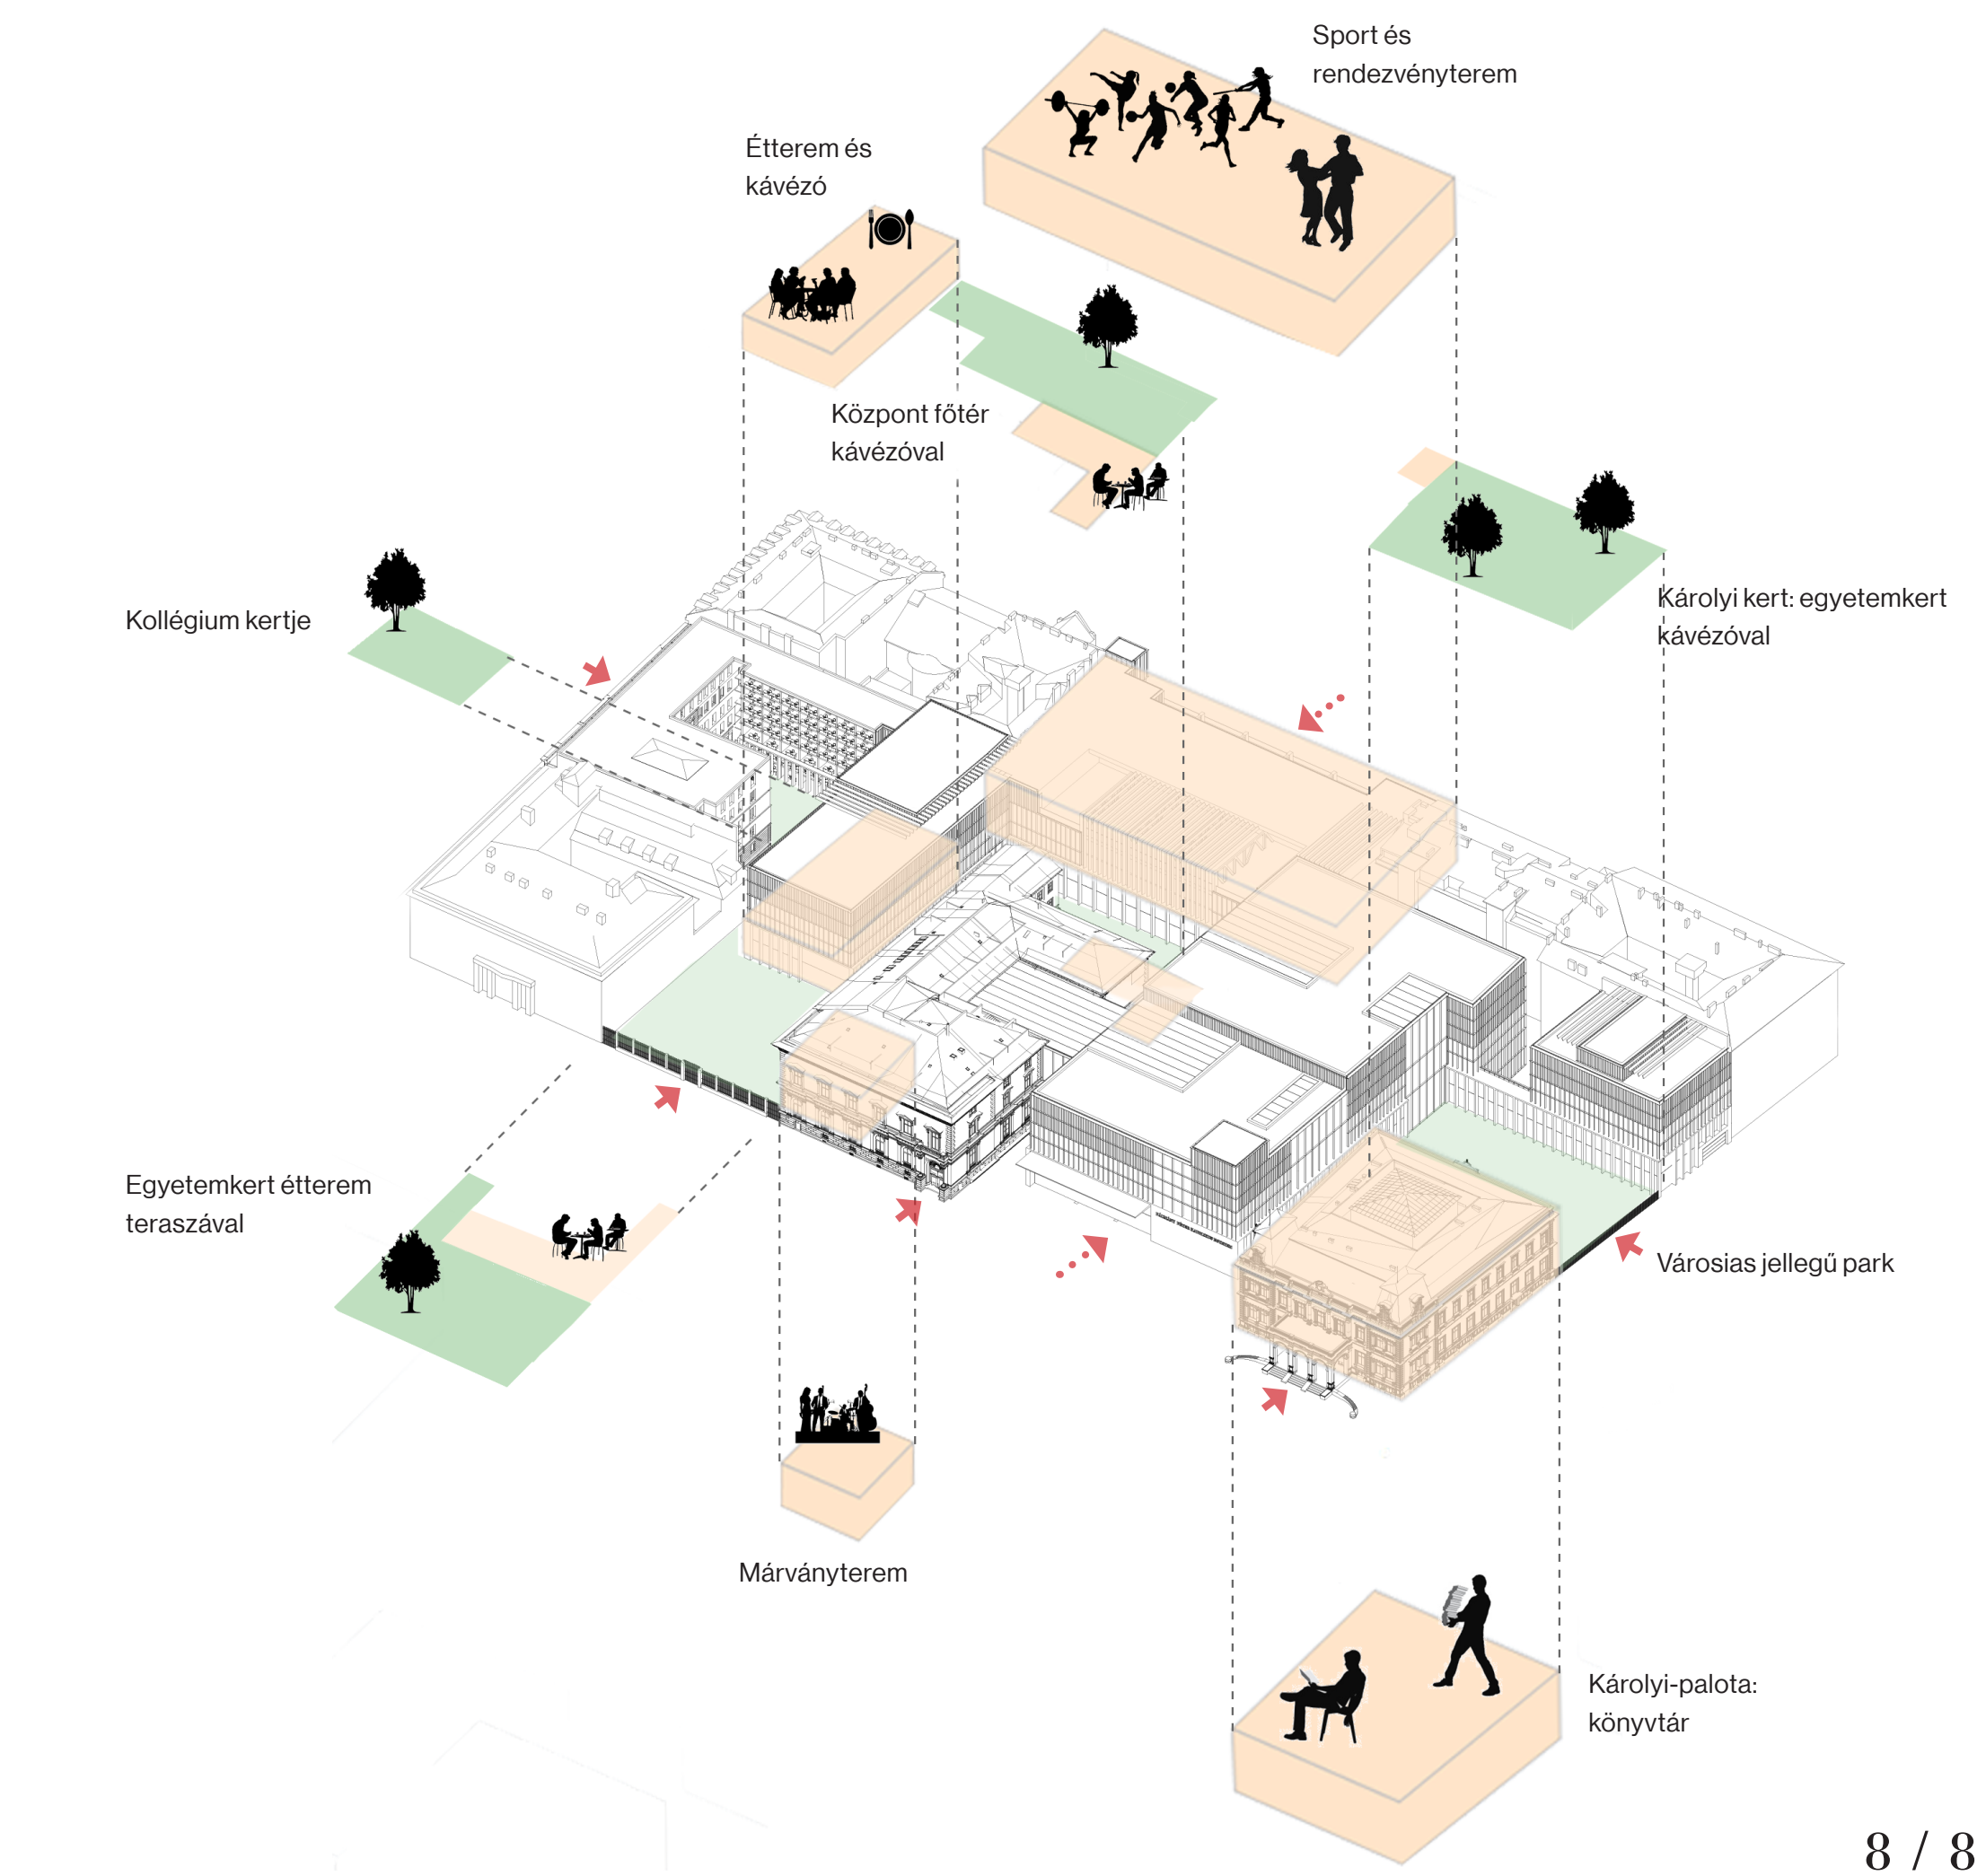 Sport és
rendezvényterem
Étterem és
kávézó
Központ főtér
kávézóval
Károlyi kert: egyetemkert
kávézóval
Kollégium kertje
Egyetemkert étterem
teraszával
Városias jellegű park
Márványterem
Károlyi-palota:
könyvtár
8 / 8